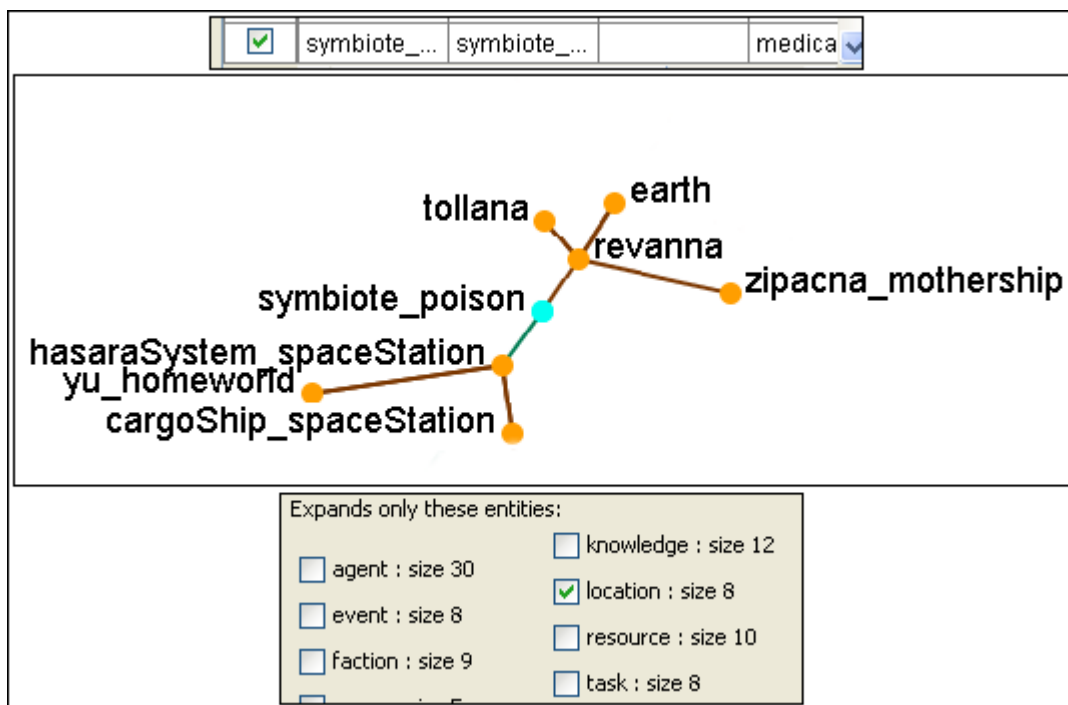 symbiote_... symbiote_... medica
earth
tollana
revanna
zipacna_mothership
symbiote_poison
hasaraSystem_spaceStation
yu_homeworld
cargoShip_spaceStation
Expands only these entities:
knowledge : size 12
agent : size 30
location : size 8
event : size 8
resource : size 10
faction : size 9
task : size 8